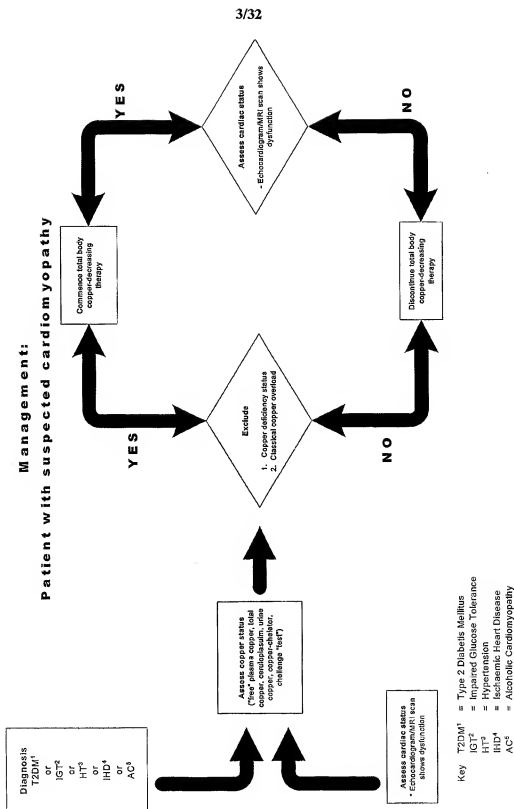 3/32
Management:
Patient with suspected cardiomyopathy
Diagnosis
T2DM¹
or
IGT²
or
HT³
or
IHD⁴
or
AC⁵
Assess copper status
("free" plasma copper, total
copper, ceruloplasuim, urine
copper, copper-chelator,
challenge "test")
Assess cardiac status
* Echocardiogram/MRI scan
shows dysfunction
Exclude
1. Copper deficiency status
2. Classical copper overload
YES
NO
Commence total body
copper-decreasing
therapy
Discontinue total body
copper-decreasing
therapy
YES
NO
Assess cardiac status
- Echocardiogram/MRI scan shows
dysfunction
Key T2DM¹ = Type 2 Diabetis Mellitus
IGT² = Impaired Glucose Tolerance
HT³ = Hypertension
IHD⁴ = Ischaemic Heart Disease
AC⁵ = Alcoholic Cardiomyopathy